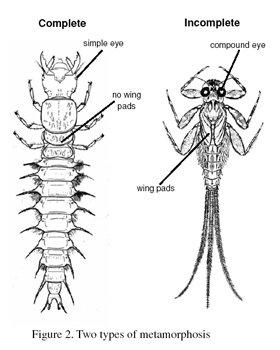 Complete
Incomplete
simple eye
compound eye
no wing
pads
wing pads
Figure 2. Two types of metamorphosis